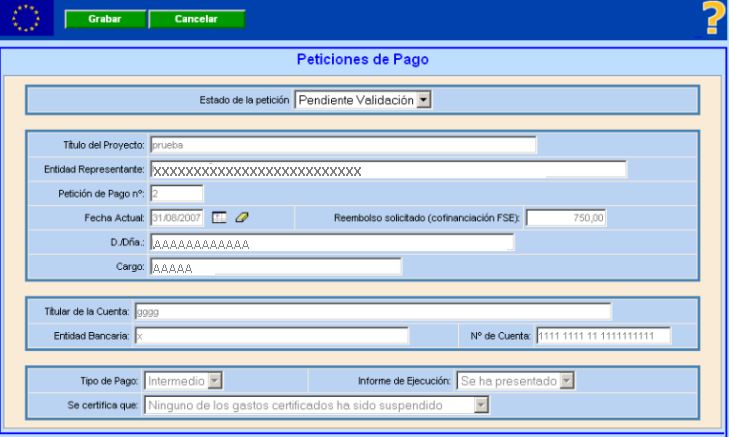 Grabar Cancelar ?
Peticiones de Pago
Estado de la petición Pendiente Validación
Título del Proyecto: prueba
Entidad Representante: XXXXXXXXXXXXXXXXXXXXXXXXXX
Petición de Pago nº: 2
Fecha Actual: 31/08/2007 Reembolso solicitado (cofinanciación FSE): 750,00
D./Dña.: AAAAAAAAAAAA
Cargo: AAAAA
Titular de la Cuenta: gggg
Entidad Bancaria: x Nº de Cuenta: 1111 1111 11 1111111111
Tipo de Pago: Intermedio Informe de Ejecución: Se ha presentado
Se certifica que: Ninguno de los gastos certificados ha sido suspendido